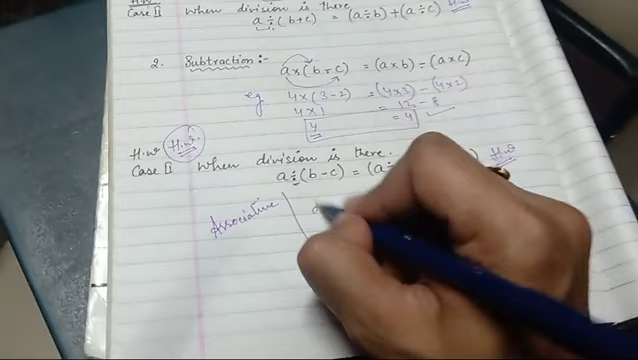 H.W
Case II When division is there
a ÷ (b+c) = (a÷b) + (a÷c) H.W
2. Subtraction :-
a × (b - c) = (a×b) - (a×c)
eg 4×(3-2) = (4×3) - (4×2)
4×1 = 12 - 8
4 = 4
H.W H.W.
Case II When division is there. H.W
a ÷ (b - c) = (a÷
Associative